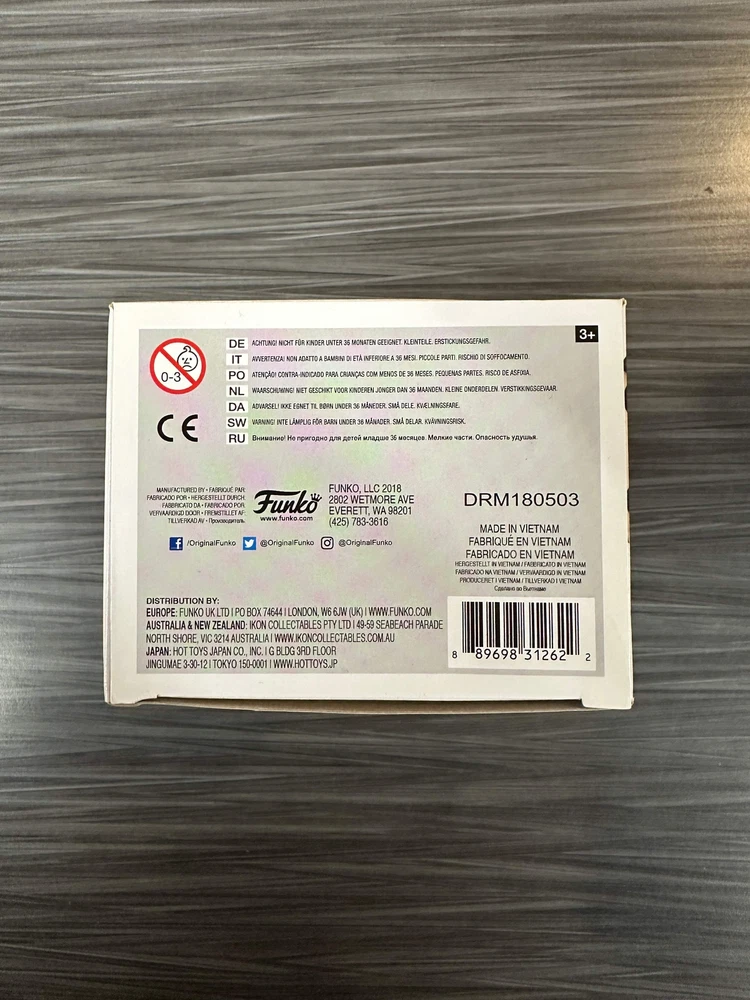 3+
0-3
DE ACHTUNG! NICHT FÜR KINDER UNTER 36 MONATEN GEEIGNET. KLEINTEILE. ERSTICKUNGSGEFAHR.
IT AVVERTENZA: NON ADATTO A BAMBINI DI ETÀ INFERIORE A 36 MESI. PICCOLE PARTI. RISCHIO DI SOFFOCAMENTO.
PO ATENÇÃO! CONTRA-INDICADO PARA CRIANÇAS COM MENOS DE 36 MESES. PEQUENAS PARTES. RISCO DE ASFIXIA.
NL WAARSCHUWING! NIET GESCHIKT VOOR KINDEREN JONGER DAN 36 MAANDEN. KLEINE ONDERDELEN. VERSTIKKINGSGEVAAR.
DA ADVARSEL! IKKE EGNET TIL BØRN UNDER 36 MÅNEDER. SMÅ DELE. KVÆLNINGSFARE.
SW VARNING! INTE LÄMPLIG FÖR BARN UNDER 36 MÅNADER. SMÅ DELAR. KVÄVNINGSRISK.
RU Внимание! Не пригодно для детей младше 36 месяцев. Мелкие части. Опасность удушья.
CE
MANUFACTURED BY • FABRIQUÉ PAR
FABRICADO POR • HERGESTELLT DURCH
FABBRICATO DA • FABRICADO POR
VERVAARDIGD DOOR • FREMSTILLET AF:
TILLVERKAD AV • Производитель.
Funko
www.funko.com
FUNKO, LLC 2018
2802 WETMORE AVE
EVERETT, WA 98201
(425) 783-3616
/OriginalFunko @OriginalFunko @OriginalFunko
DRM180503
MADE IN VIETNAM
FABRIQUÉ EN VIETNAM
FABRICADO EN VIETNAM
HERGESTELLT IN VIETNAM / FABBRICATO IN VIETNAM
FABRICADO NA VIETNAM / VERVAARDIGD IN VIETNAM
PRODUCERET I VIETNAM / TILLVERKAD I VIETNAM
Сделано во Вьетнаме
DISTRIBUTION BY:
EUROPE: FUNKO UK LTD I PO BOX 74644 I LONDON, W6 6JW (UK) I WWW.FUNKO.COM
AUSTRALIA & NEW ZEALAND: IKON COLLECTABLES PTY LTD I 49-59 SEABEACH PARADE
NORTH SHORE, VIC 3214 AUSTRALIA I WWW.IKONCOLLECTABLES.COM.AU
JAPAN: HOT TOYS JAPAN CO., INC. I G BLDG 3RD FLOOR
JINGUMAE 3-30-12 I TOKYO 150-0001 I WWW.HOTTOYS.JP
8 89698 31262 2